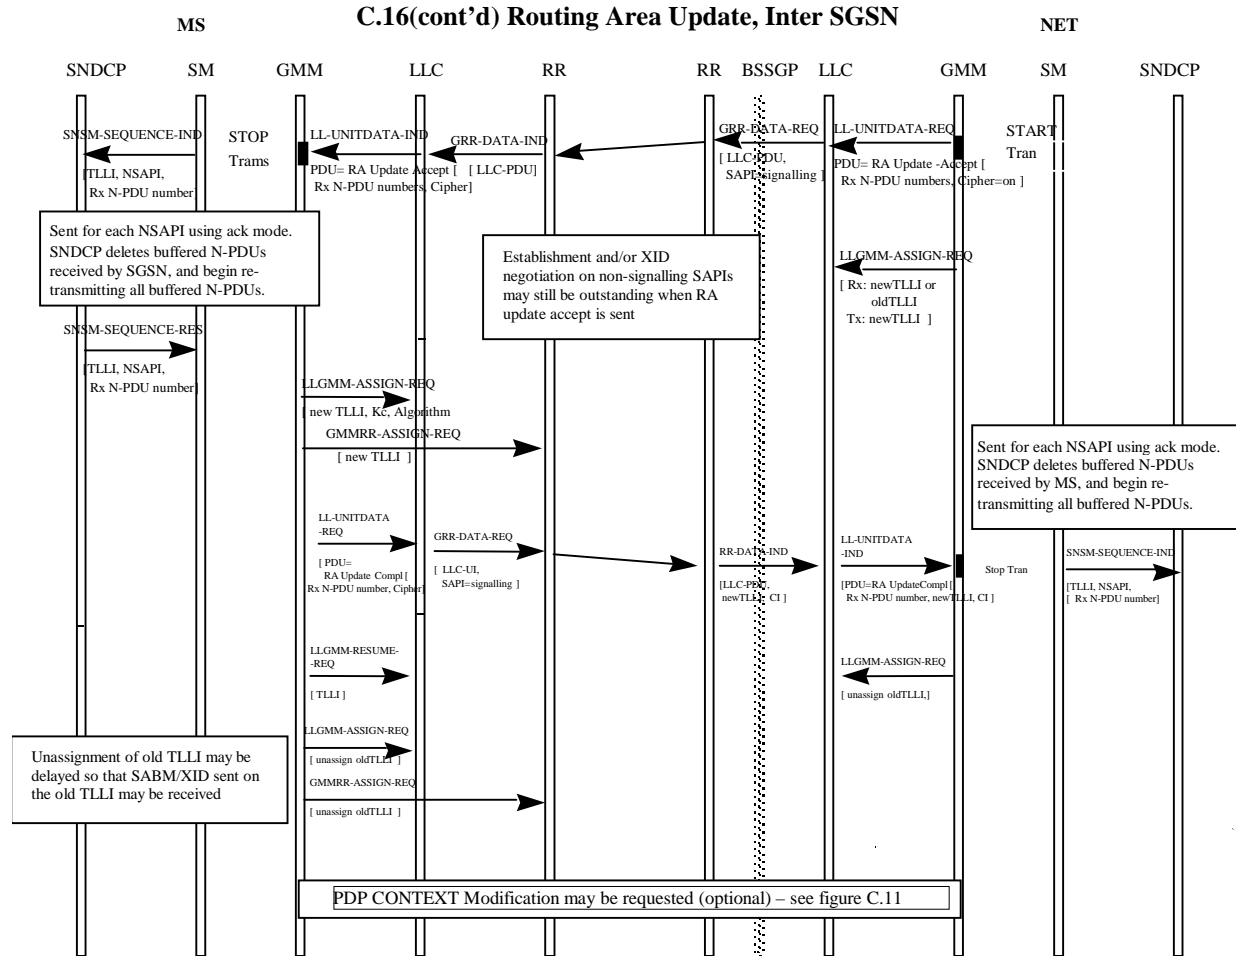 C.16(cont'd) Routing Area Update, Inter SGSN
MS
NET
SNDCP SM GMM LLC RR RR BSSGP LLC GMM SM SNDCP
SNSM-SEQUENCE-IND
[TLLI, NSAPI,
Rx N-PDU number]
STOP
Trams
LL-UNITDATA-IND
PDU= RA Update Accept [
Rx N-PDU numbers, Cipher]
GRR-DATA-IND
[ LLC-PDU]
GRR-DATA-REQ
[ LLC-PDU,
SAPI=signalling ]
LL-UNITDATA-REQ
PDU= RA Update -Accept [
Rx N-PDU numbers, Cipher=on ]
START
Tran
Sent for each NSAPI using ack mode.
SNDCP deletes buffered N-PDUs
received by SGSN, and begin re-
transmitting all buffered N-PDUs.
Establishment and/or XID
negotiation on non-signalling SAPIs
may still be outstanding when RA
update accept is sent
LLGMM-ASSIGN-REQ
[ Rx: newTLLI or
oldTLLI
Tx: newTLLI ]
SNSM-SEQUENCE-RES
[TLLI, NSAPI,
Rx N-PDU number]
LLGMM-ASSIGN-REQ
[ new TLLI, Kc, Algorithm
GMMRR-ASSIGN-REQ
[ new TLLI ]
Sent for each NSAPI using ack mode.
SNDCP deletes buffered N-PDUs
received by MS, and begin re-
transmitting all buffered N-PDUs.
LL-UNITDATA
-REQ
[ PDU=
RA Update Compl [
Rx N-PDU number, Cipher]
GRR-DATA-REQ
[ LLC-UI,
SAPI=signalling ]
RR-DATA-IND
[LLC-PDU,
newTLLI, CI ]
LL-UNITDATA
-IND
[PDU=RA UpdateCompl [
Rx N-PDU number, newTLLI, CI ]
Stop Tran
SNSM-SEQUENCE-IND
[TLLI, NSAPI,
[ Rx N-PDU number]
LLGMM-RESUME-
-REQ
[ TLLI ]
LLGMM-ASSIGN-REQ
[ unassign oldTLLI,]
LLGMM-ASSIGN-REQ
[ unassign oldTLLI ]
Unassignment of old TLLI may be
delayed so that SABM/XID sent on
the old TLLI may be received
GMMRR-ASSIGN-REQ
[ unassign oldTLLI ]
PDP CONTEXT Modification may be requested (optional) – see figure C.11